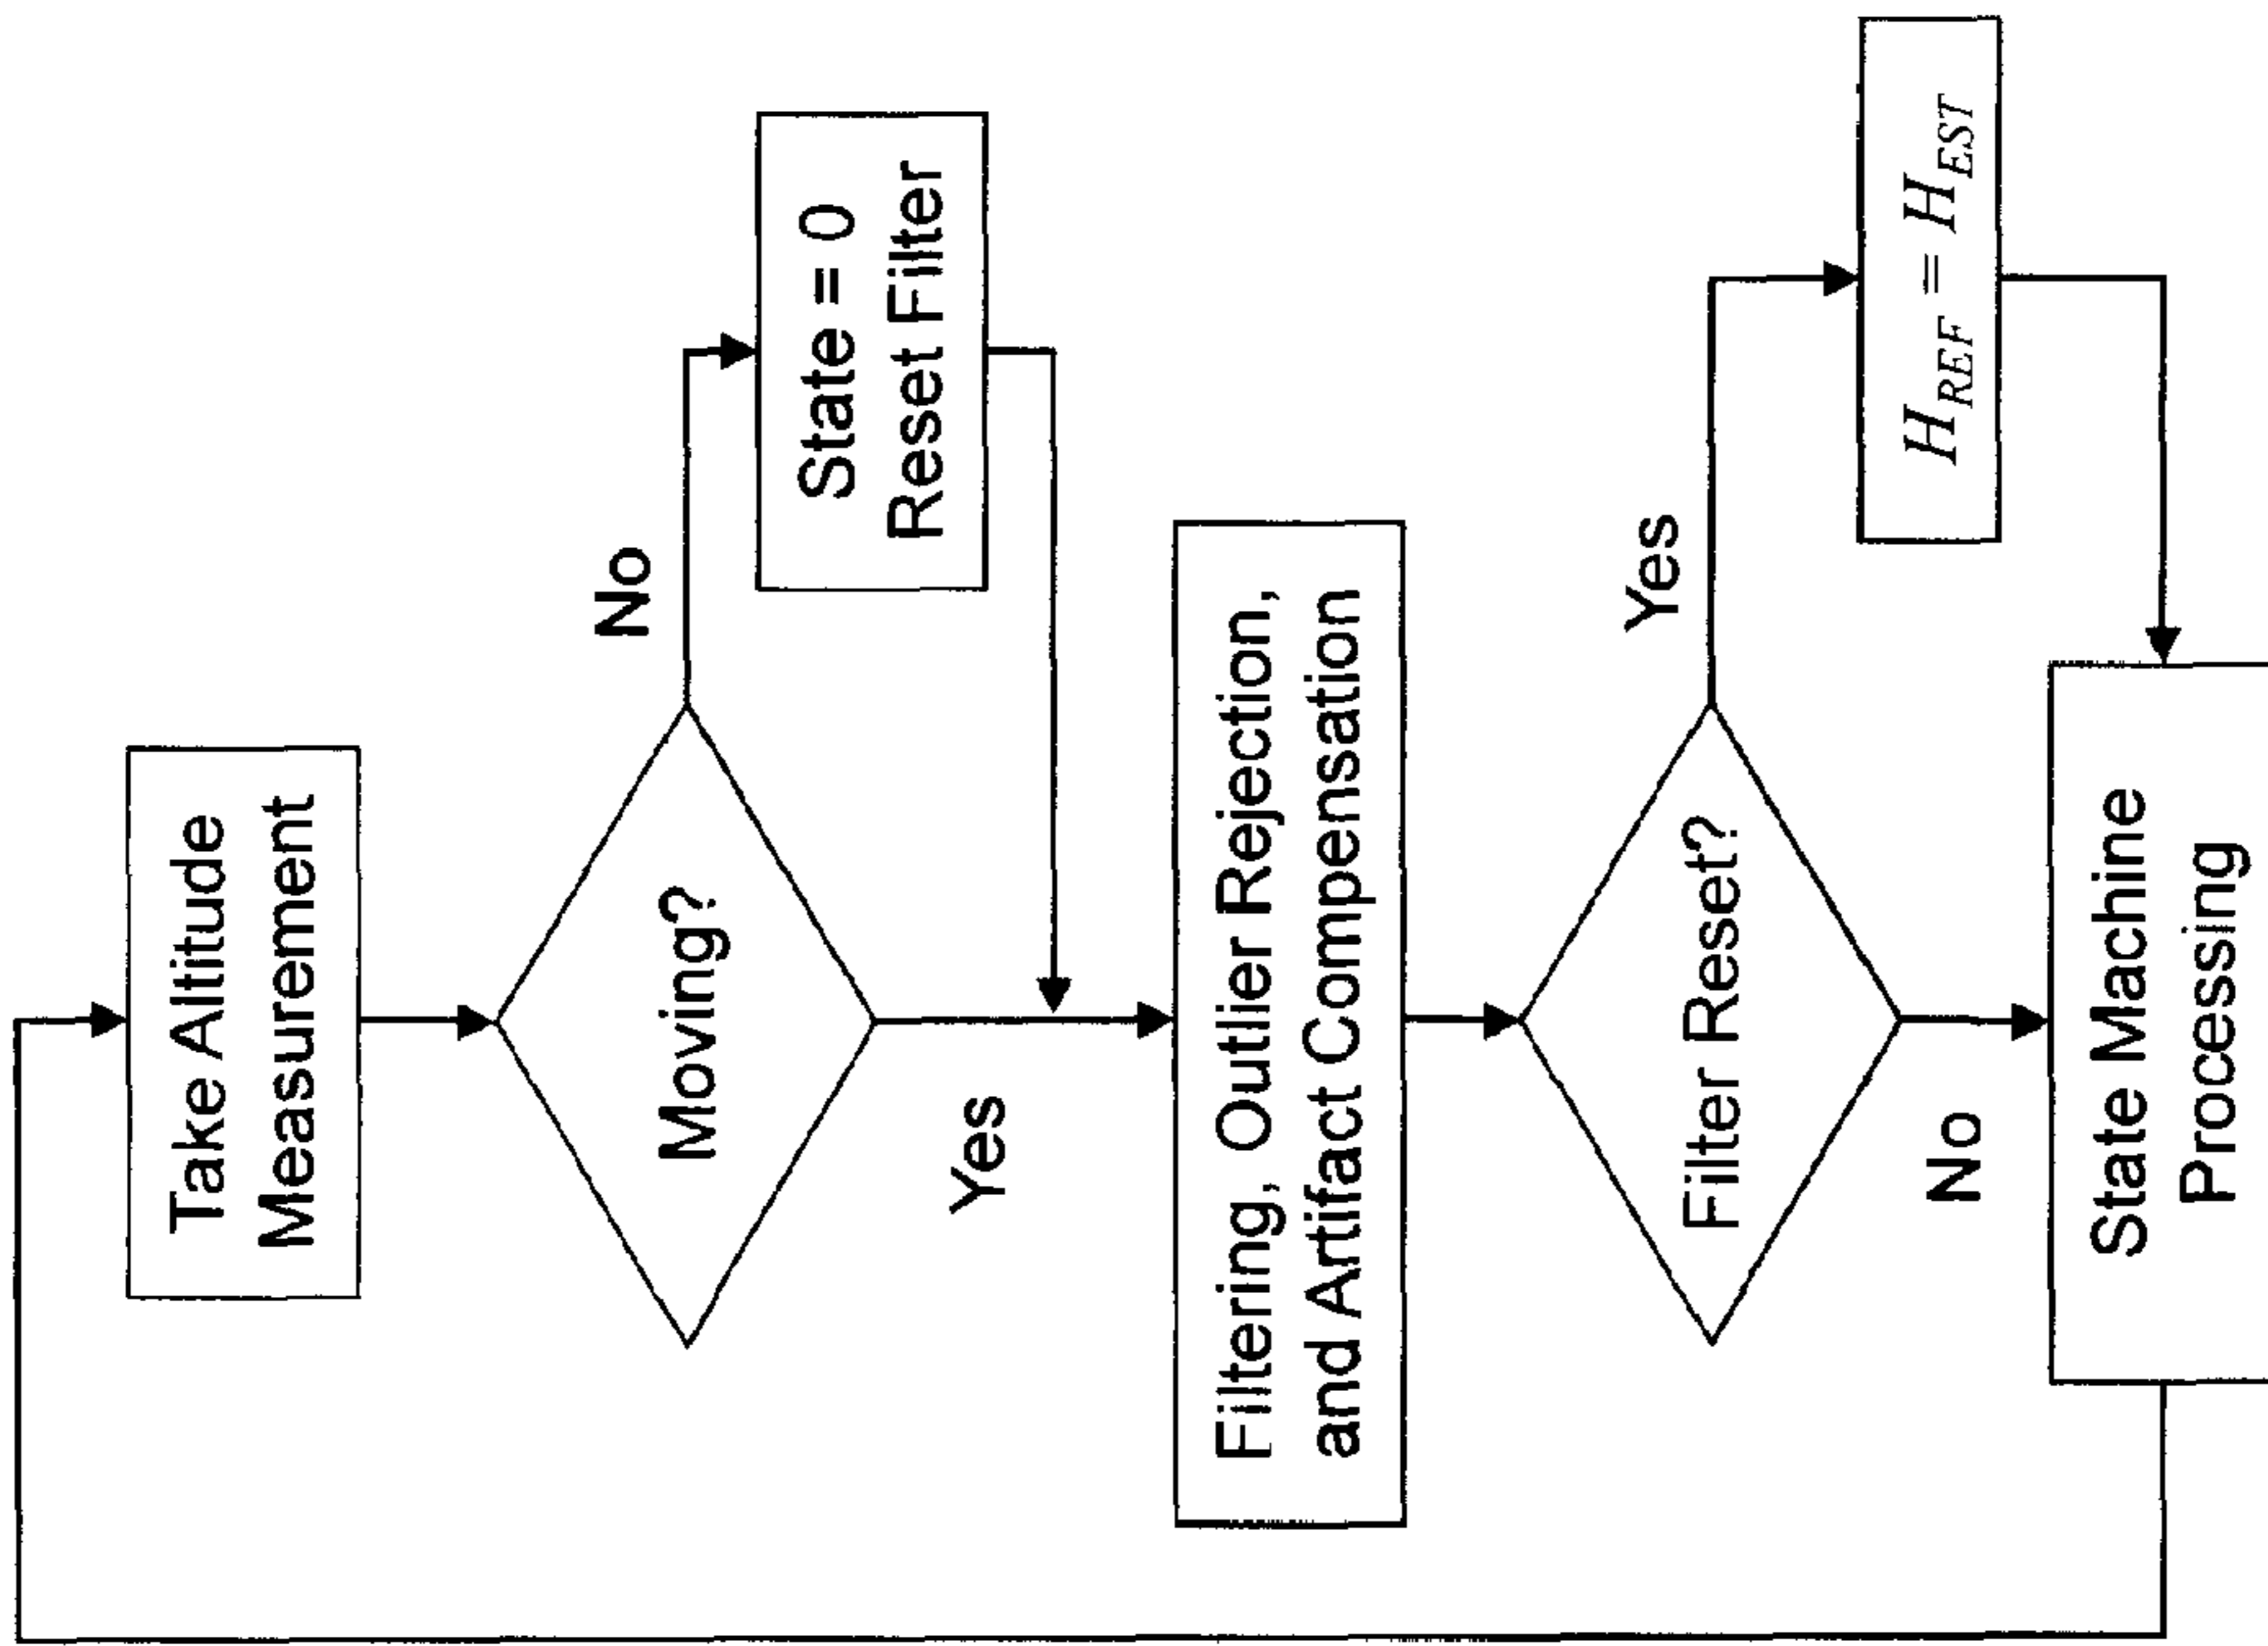 Take Altitude
Measurement
Moving?
No
State = 0
Reset Filter
Yes
Filtering, Outlier Rejection,
and Artifact Compensation
Filter Reset?
Yes
H_REF = H_EST
No
State Machine
Processing